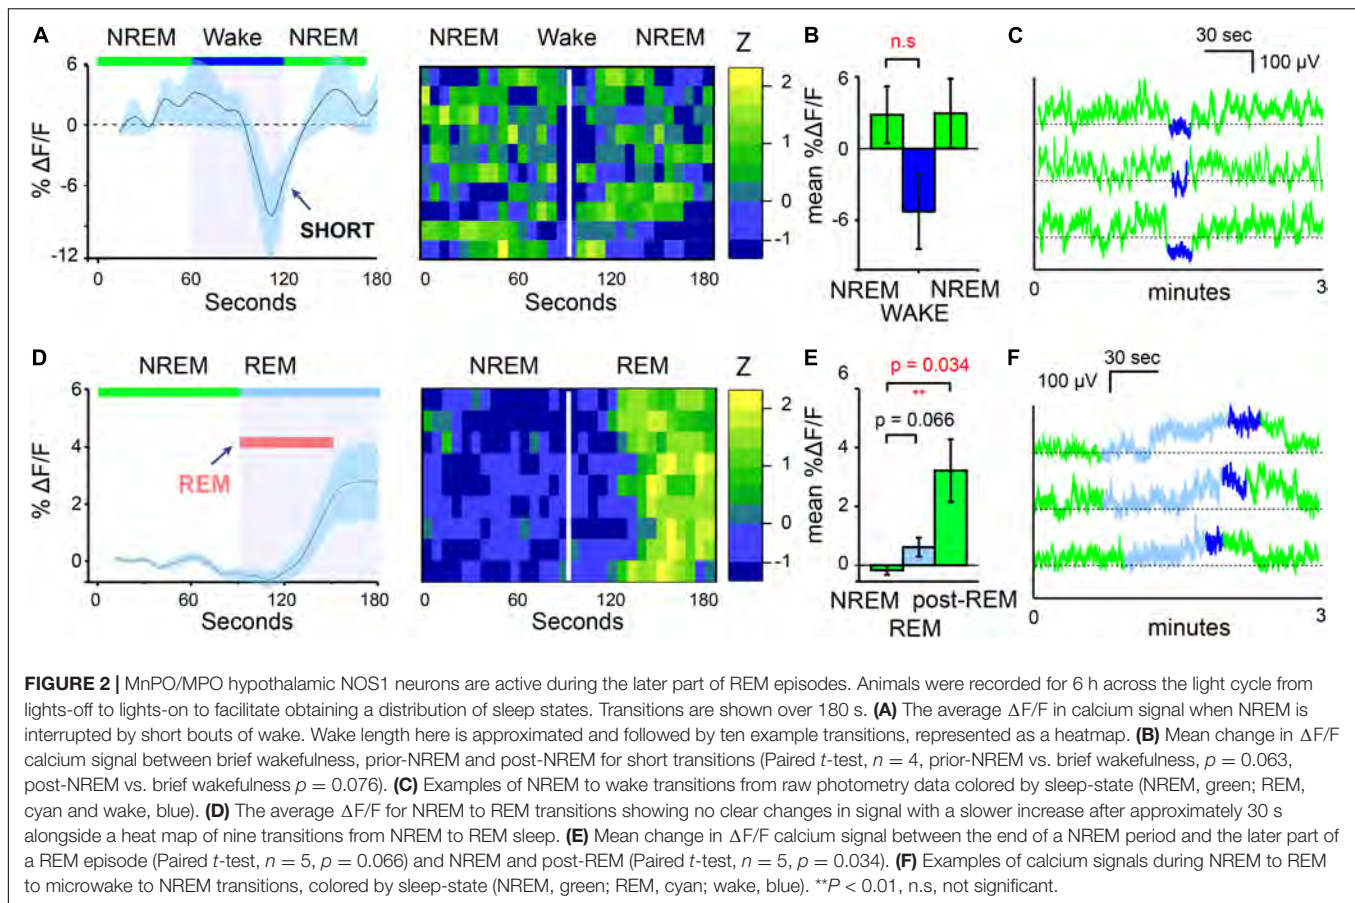 A
NREM Wake NREM
6
0
-6
-12
% ΔF/F
SHORT
0 60 120 180
Seconds
NREM Wake NREM
Z
2
1
0
-1
0 60 120 180
Seconds
B
n.s
6
0
-6
mean %ΔF/F
NREM NREM
WAKE
C
30 sec
100 µV
0 3
minutes
D
NREM REM
6
4
2
0
% ΔF/F
REM
0 60 120 180
Seconds
NREM REM
Z
2
1
0
-1
0 60 120 180
Seconds
E
p = 0.034
**
p = 0.066
6
4
2
0
mean %ΔF/F
NREM post-REM
REM
F
30 sec
100 µV
0 3
minutes
FIGURE 2 | MnPO/MPO hypothalamic NOS1 neurons are active during the later part of REM episodes. Animals were recorded for 6 h across the light cycle from
lights-off to lights-on to facilitate obtaining a distribution of sleep states. Transitions are shown over 180 s. (A) The average ΔF/F in calcium signal when NREM is
interrupted by short bouts of wake. Wake length here is approximated and followed by ten example transitions, represented as a heatmap. (B) Mean change in ΔF/F
calcium signal between brief wakefulness, prior-NREM and post-NREM for short transitions (Paired t-test, n = 4, prior-NREM vs. brief wakefulness, p = 0.063,
post-NREM vs. brief wakefulness p = 0.076). (C) Examples of NREM to wake transitions from raw photometry data colored by sleep-state (NREM, green; REM,
cyan and wake, blue). (D) The average ΔF/F for NREM to REM transitions showing no clear changes in signal with a slower increase after approximately 30 s
alongside a heat map of nine transitions from NREM to REM sleep. (E) Mean change in ΔF/F calcium signal between the end of a NREM period and the later part of
a REM episode (Paired t-test, n = 5, p = 0.066) and NREM and post-REM (Paired t-test, n = 5, p = 0.034). (F) Examples of calcium signals during NREM to REM
to microwake to NREM transitions, colored by sleep-state (NREM, green; REM, cyan; wake, blue). **P < 0.01, n.s, not significant.